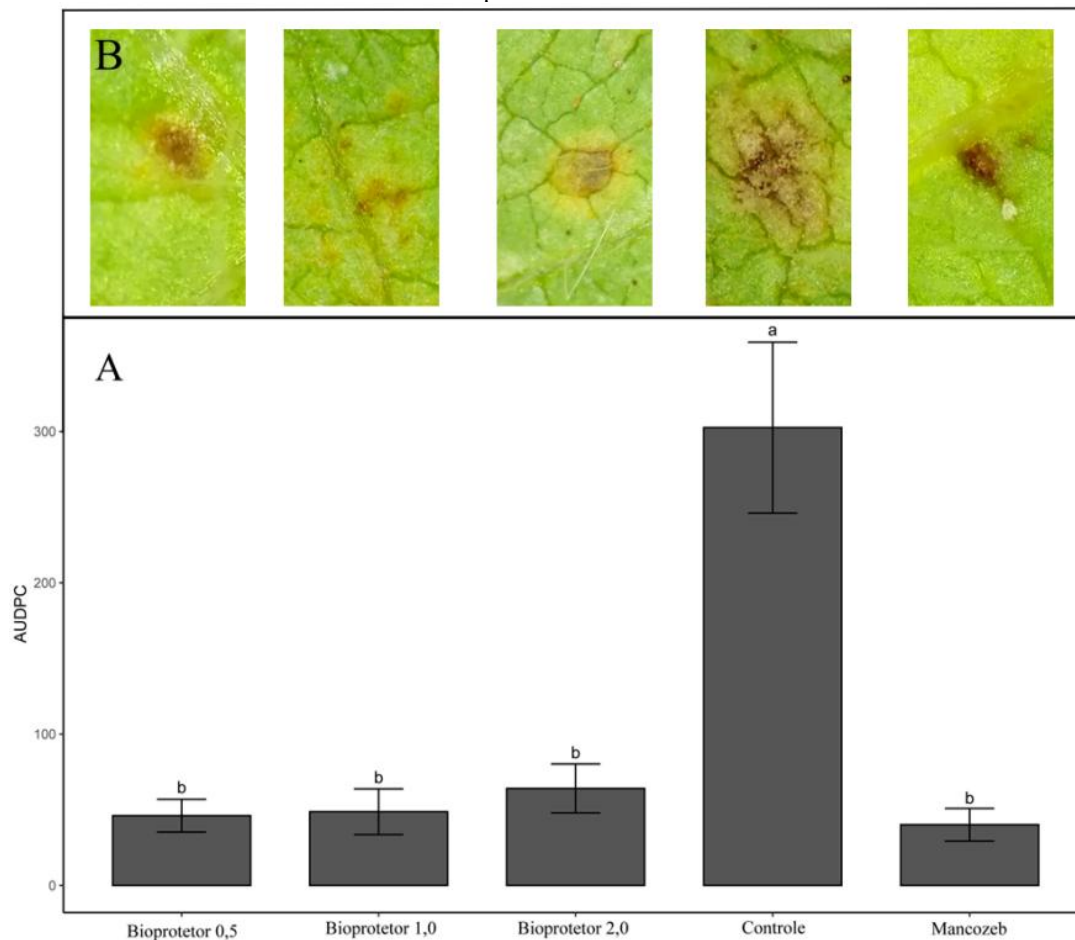 B
A
a
b
b
b
b
AUDPC
300
200
100
0
Bioprotetor 0,5
Bioprotetor 1,0
Bioprotetor 2,0
Controle
Mancozeb